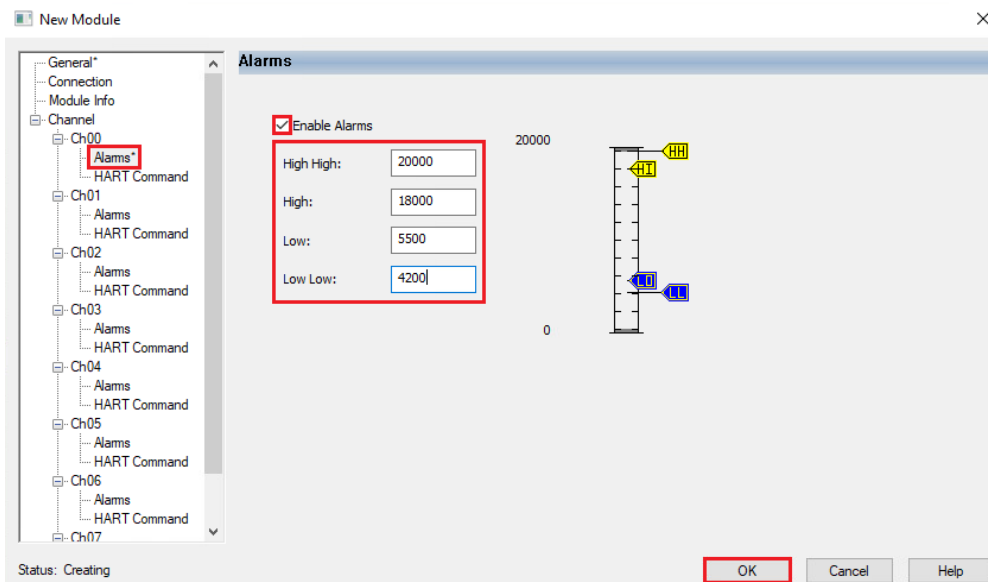 New Module
General*
Connection
Module Info
Channel
Ch00
Alarms*
HART Command
Ch01
Alarms
HART Command
Ch02
Alarms
HART Command
Ch03
Alarms
HART Command
Ch04
Alarms
HART Command
Ch05
Alarms
HART Command
Ch06
Alarms
HART Command
Ch07
Alarms
Enable Alarms
High High: 20000
High: 18000
Low: 5500
Low Low: 4200
20000
HH
HI
LO
LL
0
Status: Creating
OK Cancel Help